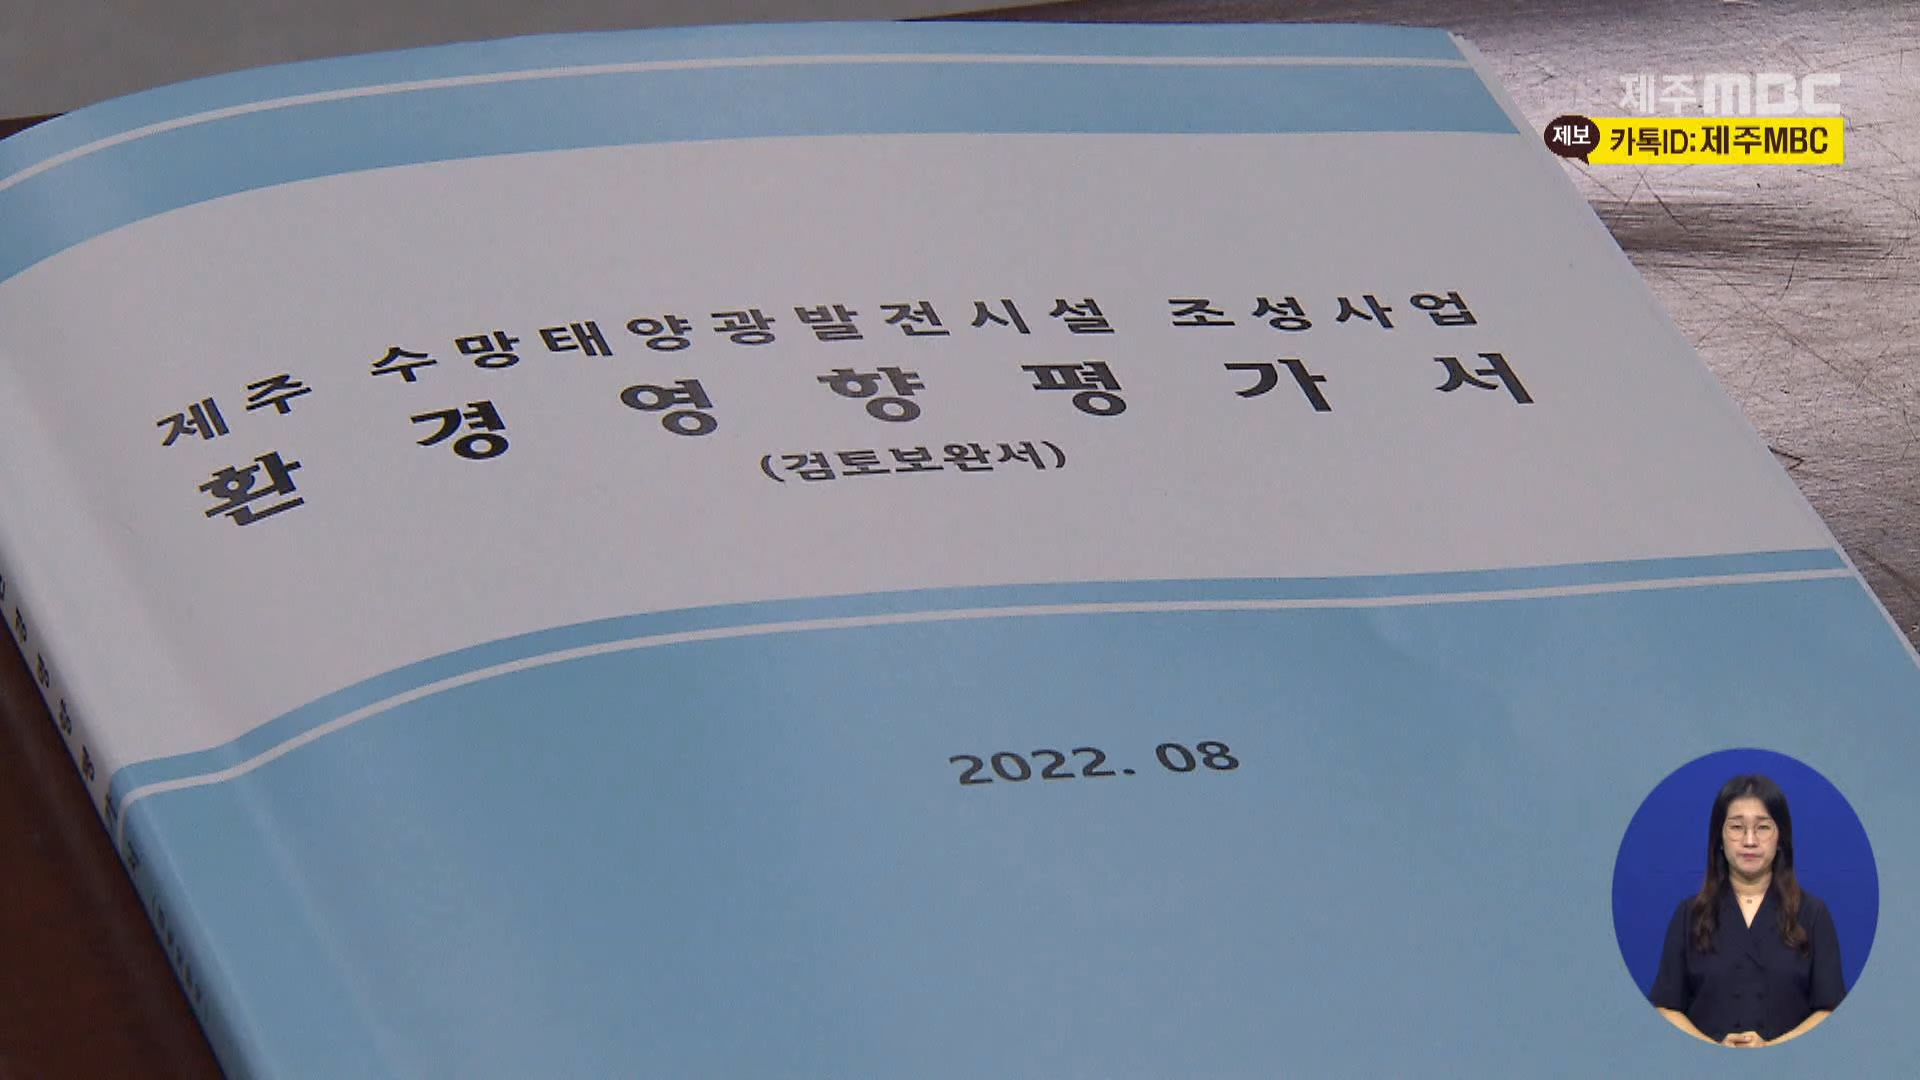 제주MBC
제보 카톡ID:제주MBC
제주 수망태양광발전시설 조성사업
환경영향평가서
(검토보완서)
2022. 08